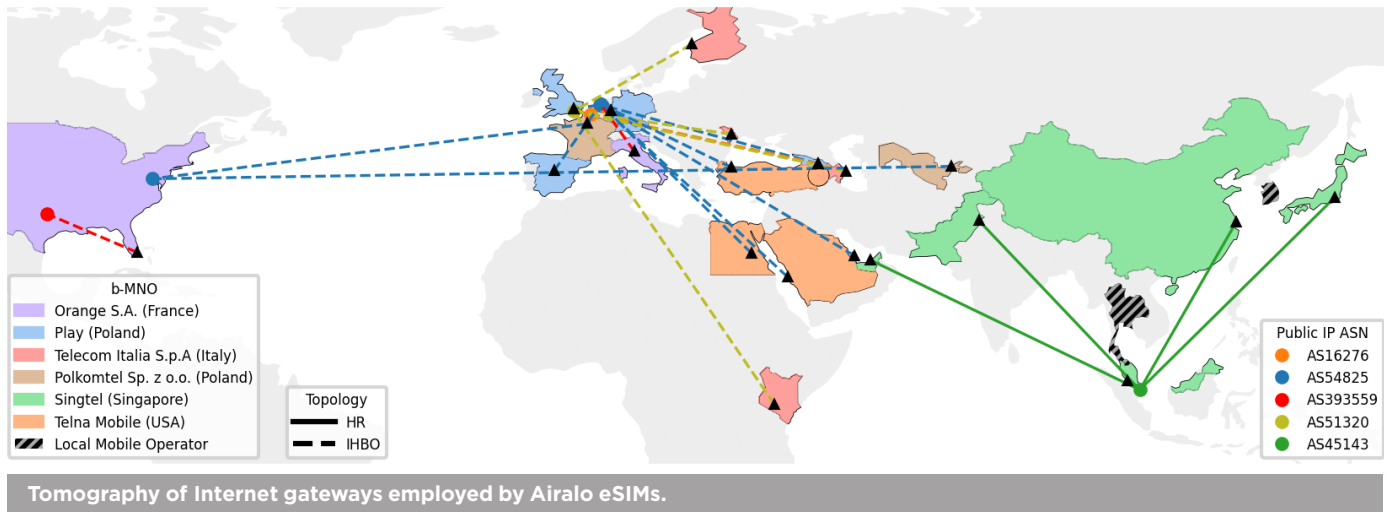 b-MNO
Orange S.A. (France)
Play (Poland)
Telecom Italia S.p.A (Italy)
Polkomtel Sp. z o.o. (Poland)
Singtel (Singapore)
Telna Mobile (USA)
Local Mobile Operator
Topology
HR
IHBO
Public IP ASN
AS16276
AS54825
AS393559
AS51320
AS45143
Tomography of Internet gateways employed by Airalo eSIMs.